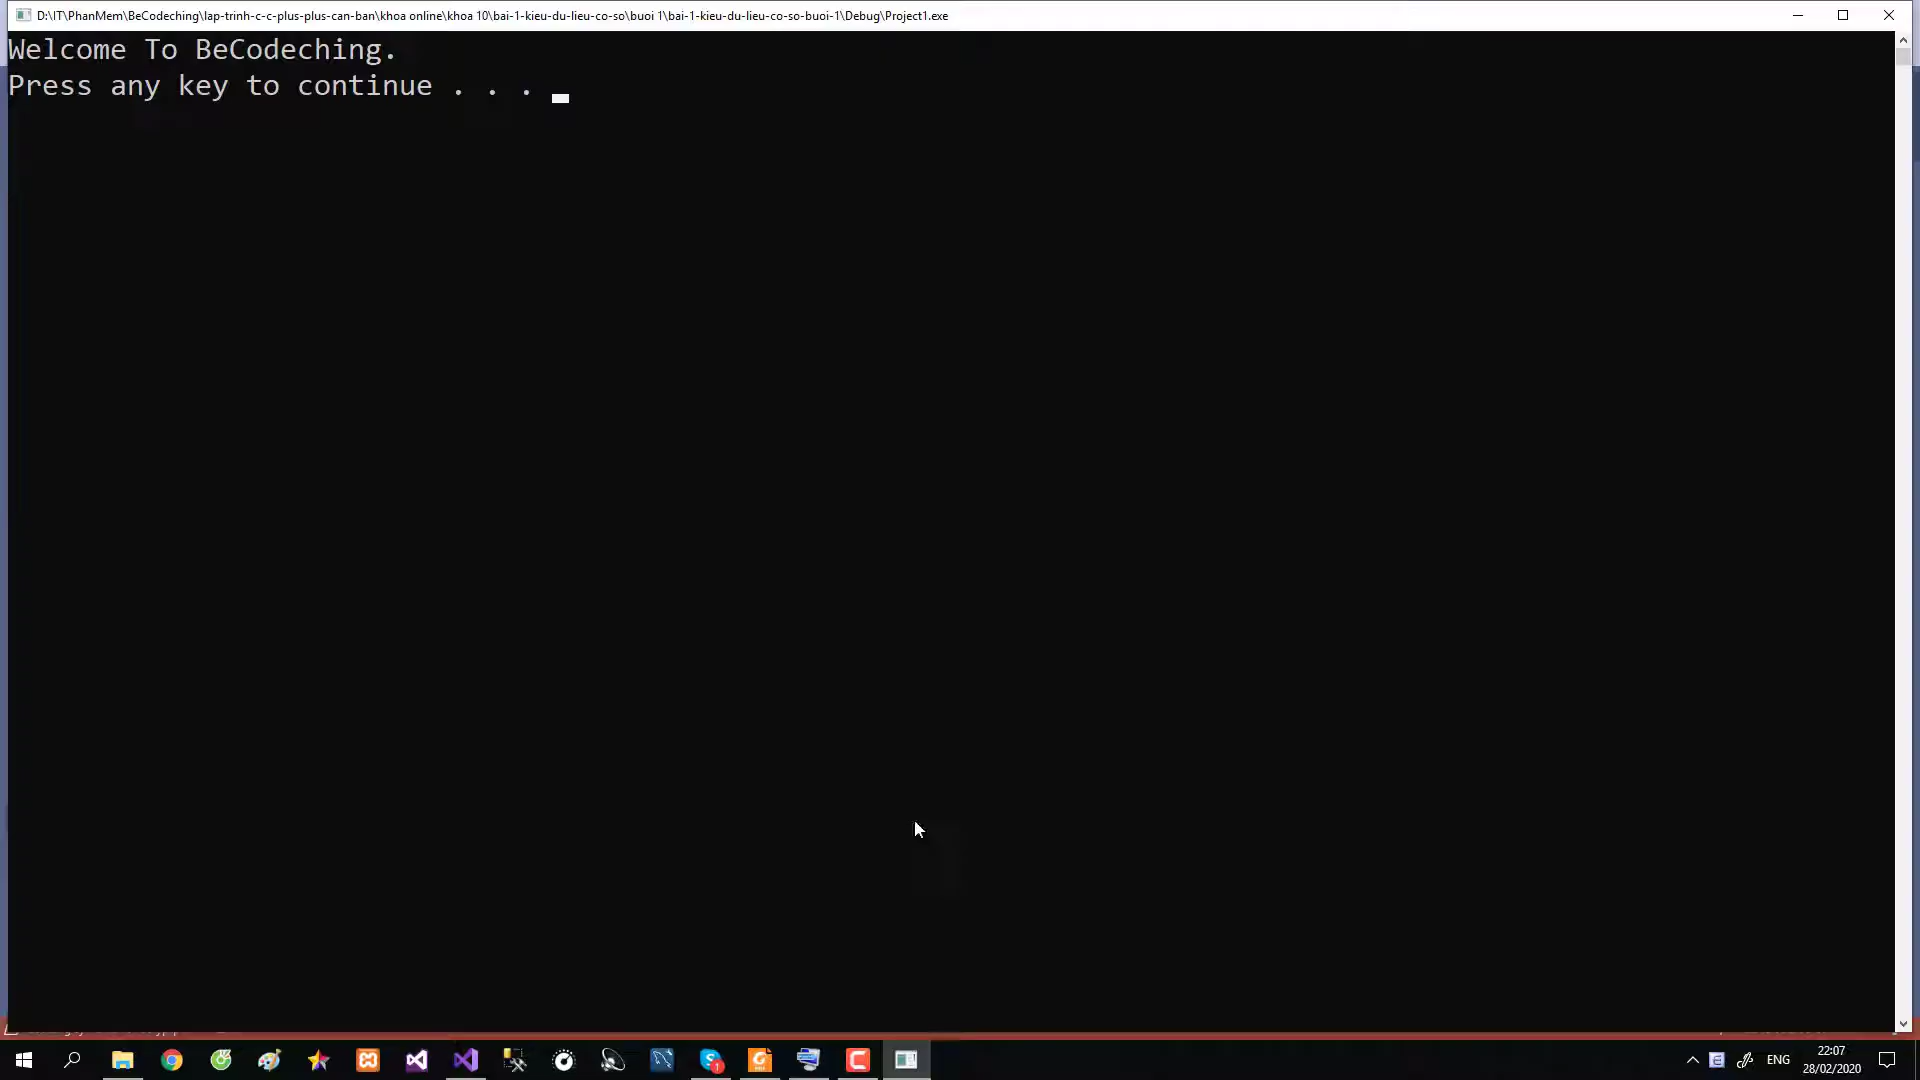 D:\IT\PhanMem\BeCodeching\lap-trinh-c-c-plus-plus-can-ban\khoa online\khoa 10\bai-1-kieu-du-lieu-co-so\buoi 1\bai-1-kieu-du-lieu-co-so-buoi-1\Debug\Project1.exe
Welcome To BeCodeching.
Press any key to continue . . .
ENG
22:07
28/02/2020